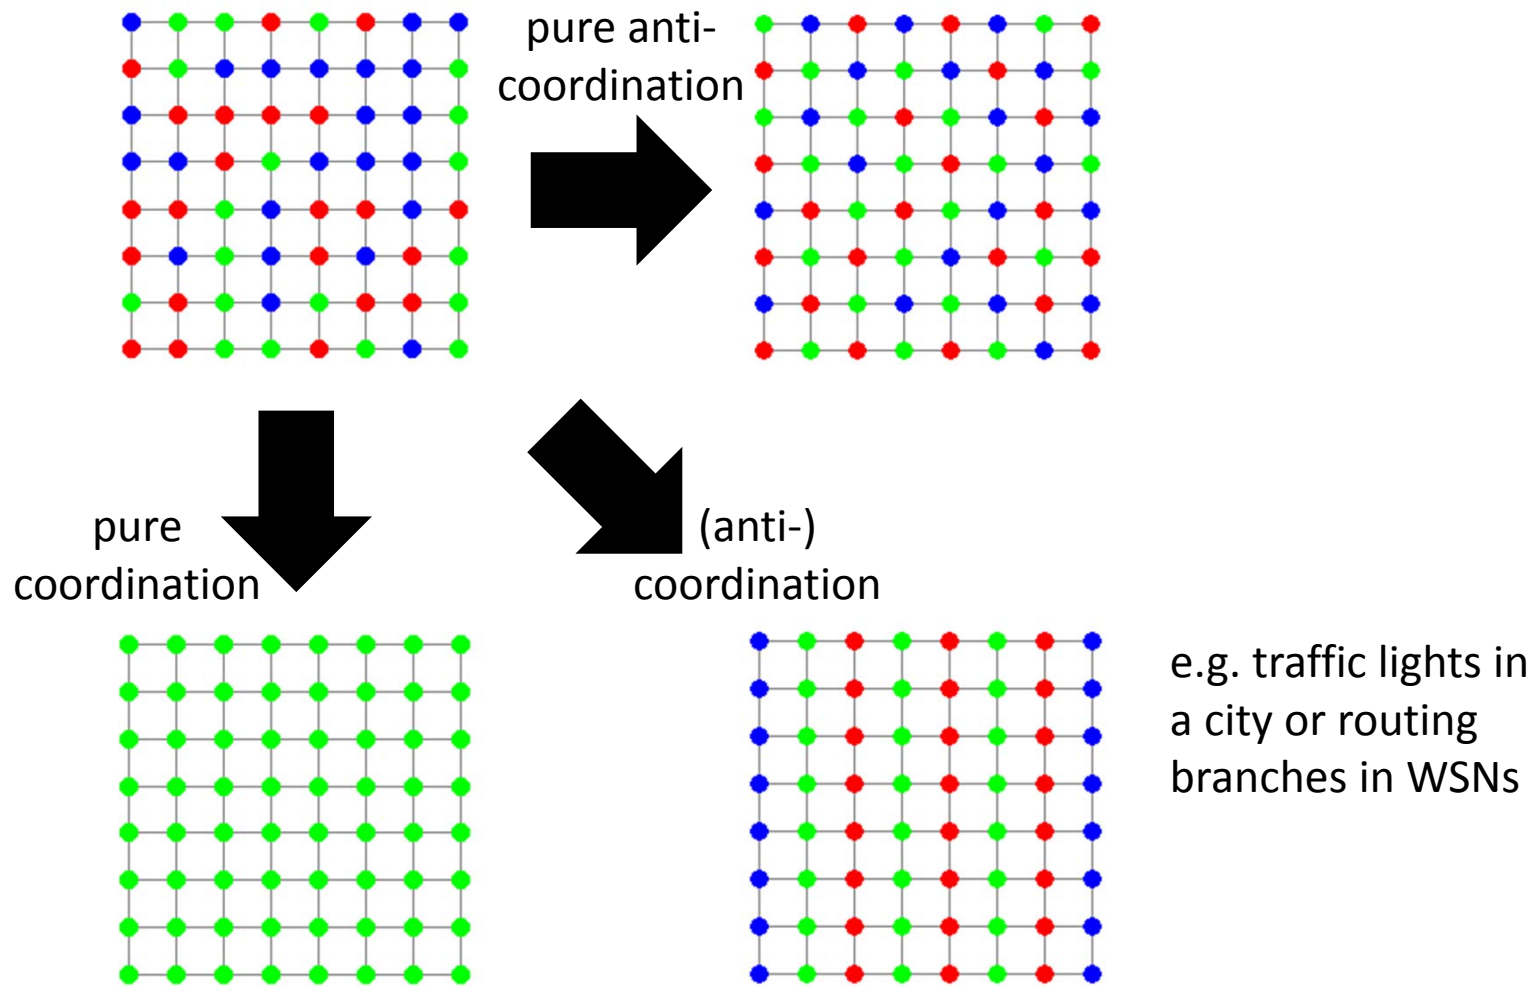 pure anti-
coordination
pure
coordination
(anti-)
coordination
e.g. traffic lights in
a city or routing
branches in WSNs